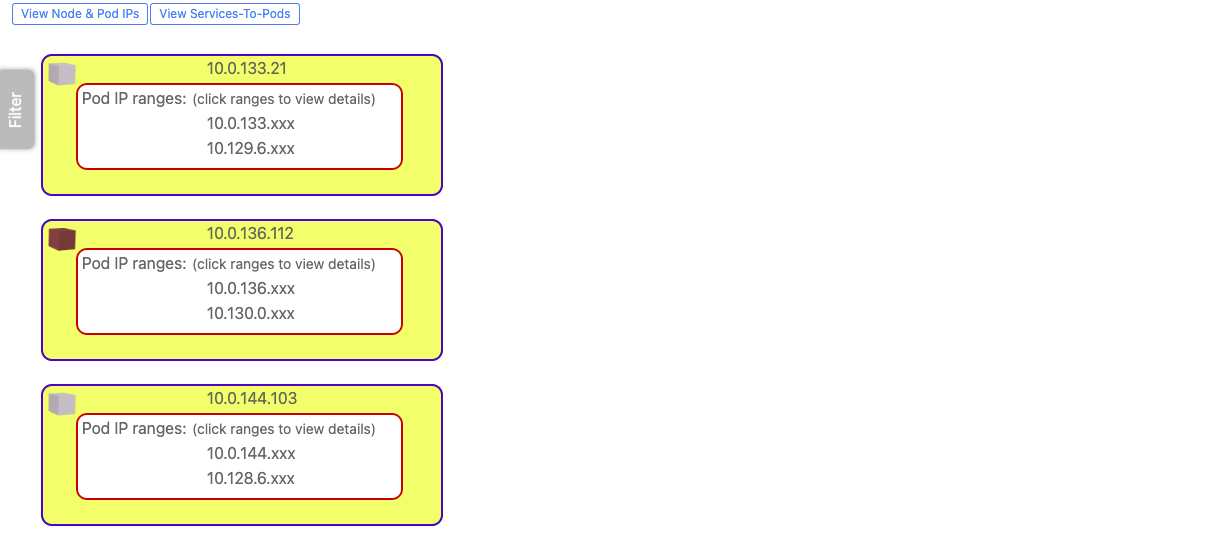 View Node & Pod IPs View Services-To-Pods
Filter
10.0.133.21
Pod IP ranges: (click ranges to view details)
10.0.133.xxx
10.129.6.xxx
10.0.136.112
Pod IP ranges: (click ranges to view details)
10.0.136.xxx
10.130.0.xxx
10.0.144.103
Pod IP ranges: (click ranges to view details)
10.0.144.xxx
10.128.6.xxx